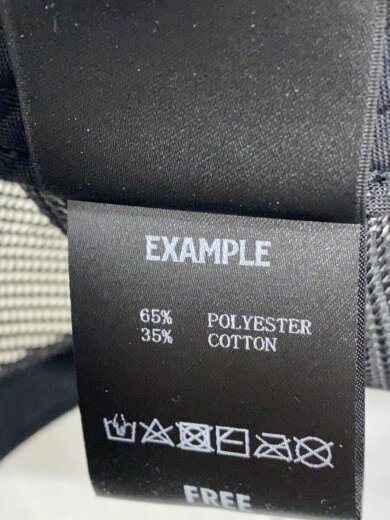 EXAMPLE
65% POLYESTER
35% COTTON
FREE